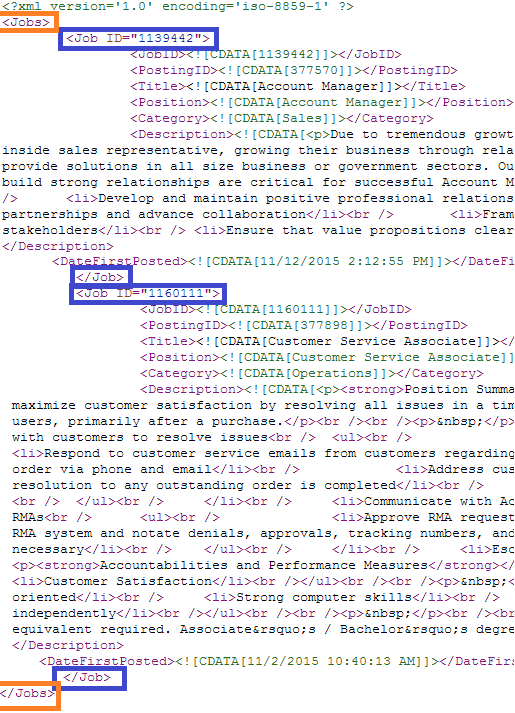 <?xml version='1.0' encoding='iso-8859-1' ?>
<Jobs>
<Job ID="1139442">
<JobID><![CDATA[1139442]]></JobID>
<PostingID><![CDATA[377570]]></PostingID>
<Title><![CDATA[Account Manager]]></Title>
<Position><![CDATA[Account Manager]]></Position>
<Category><![CDATA[Sales]]></Category>
<Description><![CDATA[<p>Due to tremendous growt
inside sales representative, growing their business through rela
provide solutions in all size business or government sectors. Ou
build strong relationships are critical for successful Account M
/> <li>Develop and maintain positive professional relations
partnerships and advance collaboration</li><br /> <li>Fram
stakeholders</li><br /> <li>Ensure that value propositions clear
</Description>
<DateFirstPosted><![CDATA[11/12/2015 2:12:55 PM]]></DateFi
</Job>
<Job ID="1160111">
<JobID><![CDATA[1160111]]></JobID>
<PostingID><![CDATA[377898]]></PostingID>
<Title><![CDATA[Customer Service Associate]]></
<Position><![CDATA[Customer Service Associate]]
<Category><![CDATA[Operations]]></Category>
<Description><![CDATA[<p><strong>Position Summa
maximize customer satisfaction by resolving all issues in a tim
users, primarily after a purchase.</p><br /><br /><p>&nbsp;</p>
with customers to resolve issues<br /> <ul><br />
<li>Respond to customer service emails from customers regarding
order via phone and email</li><br /> <li>Address cus
resolution to any outstanding order is completed</li><br />
<br /> </ul><br /> </li><br /> <li>Communicate with Ac
RMAs<br /> <ul><br /> <li>Approve RMA request
RMA system and notate denials, approvals, tracking numbers, and
necessary</li><br /> </ul><br /> </li><br /> <li>Esc
<p><strong>Accountabilities and Performance Measures</strong></
<li>Customer Satisfaction</li><br /></ul><br /><br /><p>&nbsp;<
oriented</li><br /> <li>Strong computer skills</li><br />
independently</li><br /></ul><br /><br /><p>&nbsp;</p><br /><br
equivalent required. Associate&rsquo;s / Bachelor&rsquo;s degre
</Description>
<DateFirstPosted><![CDATA[11/2/2015 10:40:13 AM]]></DateFirs
</Job>
</Jobs>